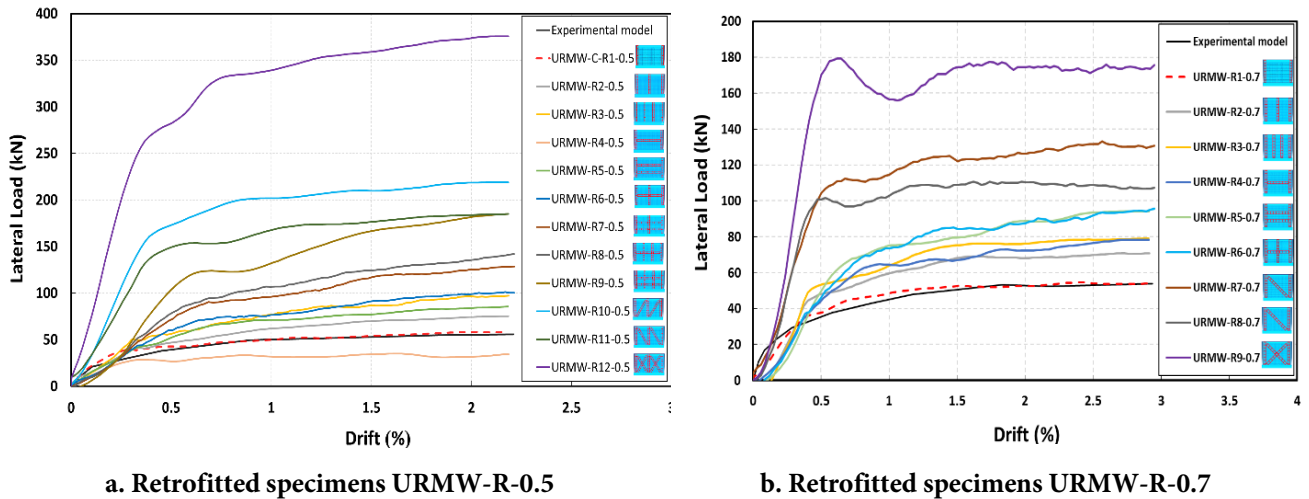 400
350
300
250
200
150
100
50
0
Lateral Load (kN)
0
0.5
1
1.5
2
2.5
3
Drift (%)
Experimental model
URMW-C-R1-0.5
URMW-R2-0.5
URMW-R3-0.5
URMW-R4-0.5
URMW-R5-0.5
URMW-R6-0.5
URMW-R7-0.5
URMW-R8-0.5
URMW-R9-0.5
URMW-R10-0.5
URMW-R11-0.5
URMW-R12-0.5
a. Retrofitted specimens URMW-R-0.5
200
180
160
140
120
100
80
60
40
20
0
Lateral Load (kN)
0
0.5
1
1.5
2
2.5
3
3.5
4
Drift (%)
Experimental model
URMW-R1-0.7
URMW-R2-0.7
URMW-R3-0.7
URMW-R4-0.7
URMW-R5-0.7
URMW-R6-0.7
URMW-R7-0.7
URMW-R8-0.7
URMW-R9-0.7
b. Retrofitted specimens URMW-R-0.7